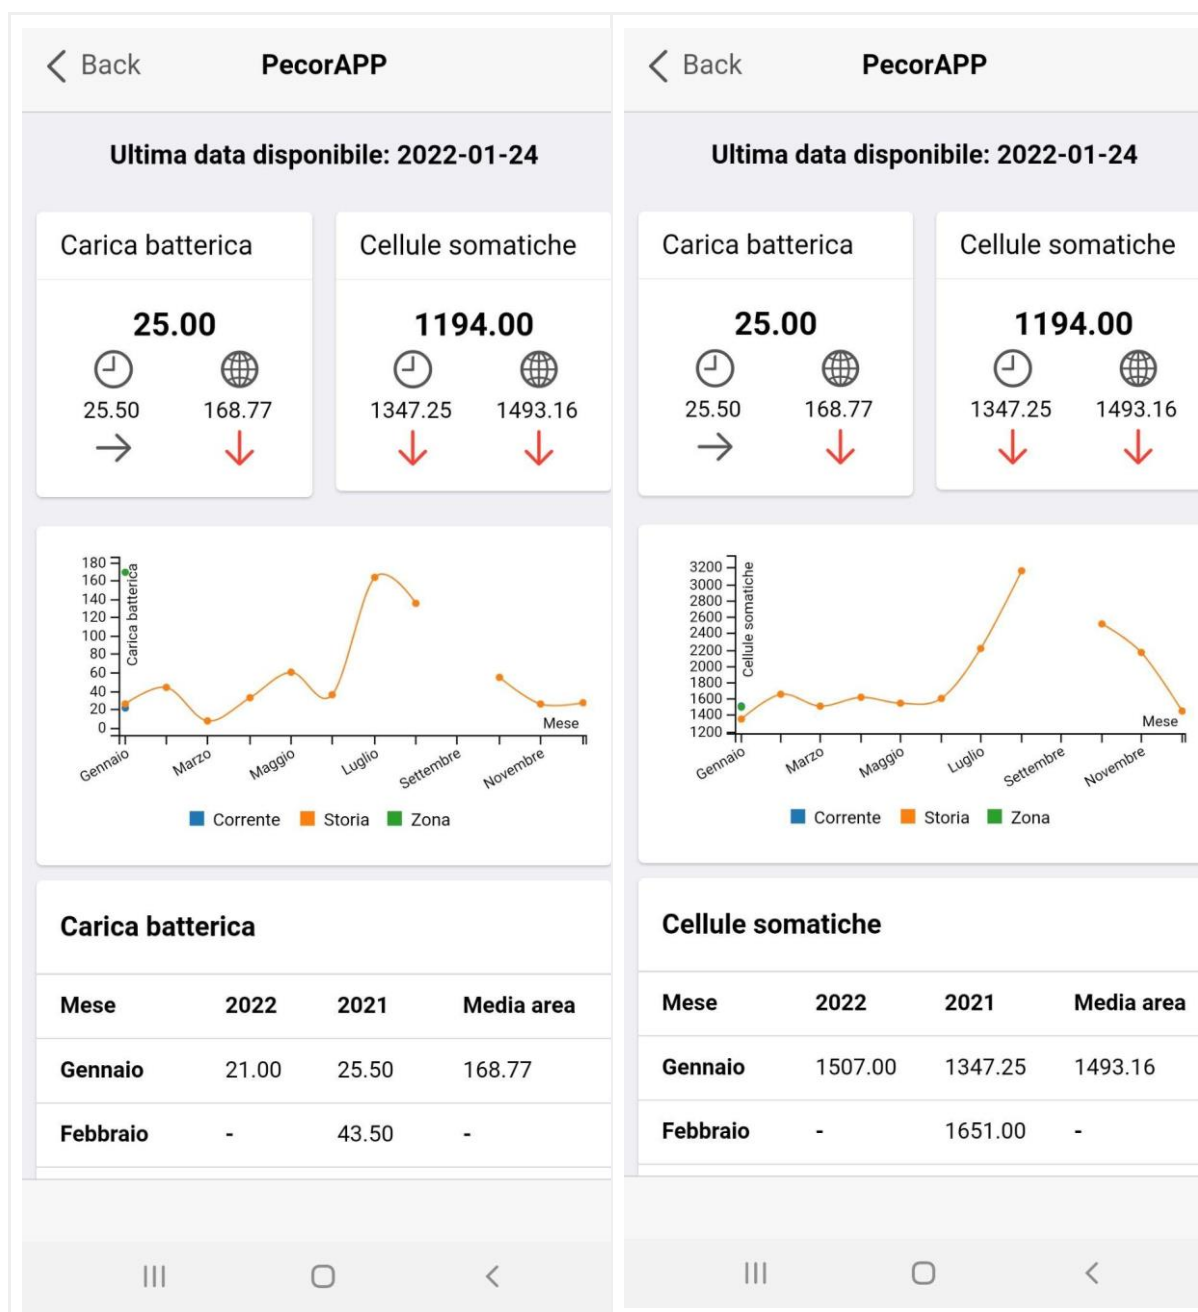 Back PecorAPP
Ultima data disponibile: 2022-01-24
Carica batterica
25.00
25.50 168.77
Cellule somatiche
1194.00
1347.25 1493.16
180
160
140
120
100
80
60
40
20
0
Carica batterica
Mese
Gennaio Marzo Maggio Luglio Settembre Novembre
Corrente Storia Zona
Carica batterica
Mese 2022 2021 Media area
Gennaio 21.00 25.50 168.77
Febbraio - 43.50 -
Back PecorAPP
Ultima data disponibile: 2022-01-24
Carica batterica
25.00
25.50 168.77
Cellule somatiche
1194.00
1347.25 1493.16
3200
3000
2800
2600
2400
2200
2000
1800
1600
1400
1200
Cellule somatiche
Mese
Gennaio Marzo Maggio Luglio Settembre Novembre
Corrente Storia Zona
Cellule somatiche
Mese 2022 2021 Media area
Gennaio 1507.00 1347.25 1493.16
Febbraio - 1651.00 -